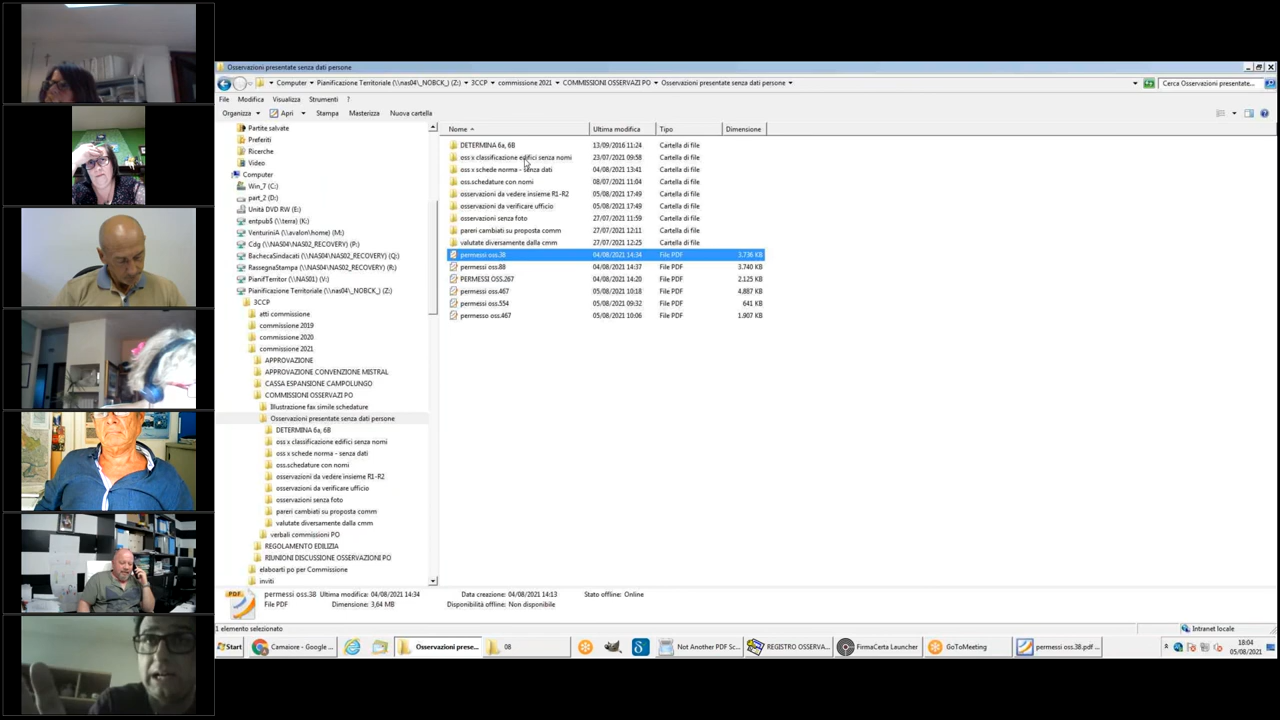 Osservazioni presentate senza dati persone
Computer Pianificazione Territoriale (\\nas04\_NOBCK_) (Z:) 3CCP commissione 2021 COMMISSIONI OSSERVAZI PO Osservazioni presentate senza dati persone
Cerca Osservazioni presentate...
File Modifica Visualizza Strumenti ?
Organizza Apri Stampa Masterizza Nuova cartella
Partite salvate
Preferiti
Ricerche
Video
Computer
Win_7 (C:)
part_2 (D:)
Unità DVD RW (E:)
entpub$ (\\terra) (K:)
VenturiniA (\\avalon\home) (M:)
Cdg (\\NAS04\NAS02_RECOVERY) (P:)
BachecaSindacati (\\NAS04\NAS02_RECOVERY) (Q:)
RassegnaStampa (\\NAS04\NAS02_RECOVERY) (R:)
PianifTerritor (\\NAS01) (V:)
Pianificazione Territoriale (\\nas04\_NOBCK_) (Z:)
3CCP
atti commissione
commissione 2019
commissione 2020
commissione 2021
APPROVAZIONE
APPROVAZIONE CONVENZIONE MISTRAL
CASSA ESPANSIONE CAMPOLUNGO
COMMISSIONI OSSERVAZI PO
Illustrazione fax simile schedature
Osservazioni presentate senza dati persone
DETERMINA 6a, 6B
oss x classificazione edifici senza nomi
oss x schede norma - senza dati
oss.schedature con nomi
osservazioni da vedere insieme R1-R2
osservazioni da verificare ufficio
osservazioni senza foto
pareri cambiati su proposta comm
valutate diversamente dalla cmm
verbali commissioni PO
REGOLAMENTO EDILIZIA
RIUNIONI DISCUSSIONE OSSERVAZIONI PO
elaoarti po per Commissione
inviti
Nome Ultima modifica Tipo Dimensione
DETERMINA 6a, 6B 13/09/2016 11:24 Cartella di file
oss x classificazione edifici senza nomi 23/07/2021 09:58 Cartella di file
oss x schede norma - senza dati 04/08/2021 13:41 Cartella di file
oss.schedature con nomi 08/07/2021 11:04 Cartella di file
osservazioni da vedere insieme R1-R2 05/08/2021 17:49 Cartella di file
osservazioni da verificare ufficio 05/08/2021 17:49 Cartella di file
osservazioni senza foto 27/07/2021 11:59 Cartella di file
pareri cambiati su proposta comm 27/07/2021 12:11 Cartella di file
valutate diversamente dalla cmm 27/07/2021 12:25 Cartella di file
permessi oss.38 04/08/2021 14:34 File PDF 3.736 KB
permessi oss.88 04/08/2021 14:37 File PDF 3.740 KB
PERMESSI OSS.267 04/08/2021 14:20 File PDF 2.125 KB
permessi oss.467 05/08/2021 10:18 File PDF 4.887 KB
permessi oss.554 05/08/2021 09:32 File PDF 641 KB
permesso oss.467 05/08/2021 10:06 File PDF 1.907 KB
PDF
permessi oss.38 Ultima modifica: 04/08/2021 14:34 Data creazione: 04/08/2021 14:13 Stato offline: Online
File PDF Dimensione: 3,64 MB Disponibilità offline: Non disponibile
1 elemento selezionato
Intranet locale
Start Camaiore - Google ... Osservazioni prese... 08 Not Another PDF Sc... REGISTRO OSSERVA... FirmaCerta Launcher GoToMeeting permessi oss.38.pdf ...
18:04
05/08/2021